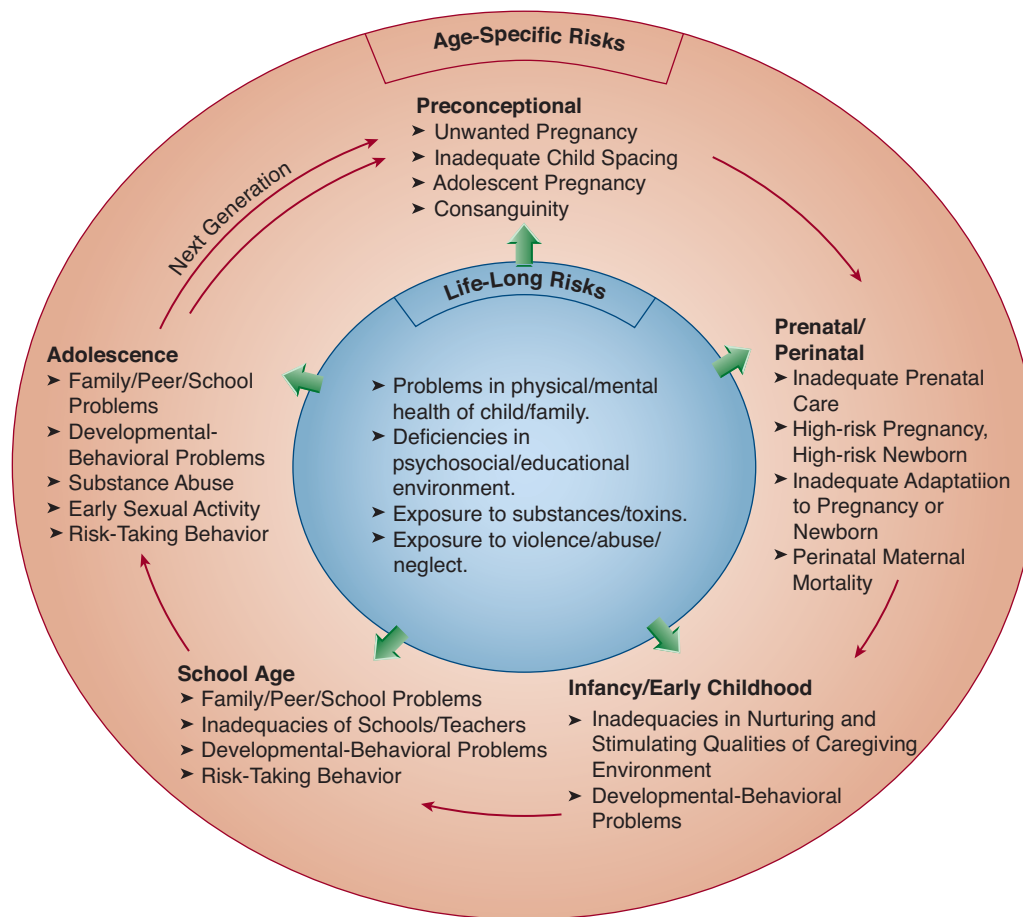 Age-Specific Risks
Preconceptional
➤ Unwanted Pregnancy
➤ Inadequate Child Spacing
➤ Adolescent Pregnancy
➤ Consanguinity
Next Generation
Life-Long Risks
➤ Problems in physical/mental
health of child/family.
➤ Deficiencies in
psychosocial/educational
environment.
➤ Exposure to substances/toxins.
➤ Exposure to violence/abuse/
neglect.
Prenatal/
Perinatal
➤ Inadequate Prenatal
Care
➤ High-risk Pregnancy,
High-risk Newborn
➤ Inadequate Adaptatiion
to Pregnancy or
Newborn
➤ Perinatal Maternal
Mortality
Infancy/Early Childhood
➤ Inadequacies in Nurturing and
Stimulating Qualities of Caregiving
Environment
➤ Developmental-Behavioral
Problems
School Age
➤ Family/Peer/School Problems
➤ Inadequacies of Schools/Teachers
➤ Developmental-Behavioral Problems
➤ Risk-Taking Behavior
Adolescence
➤ Family/Peer/School
Problems
➤ Developmental-
Behavioral Problems
➤ Substance Abuse
➤ Early Sexual Activity
➤ Risk-Taking Behavior